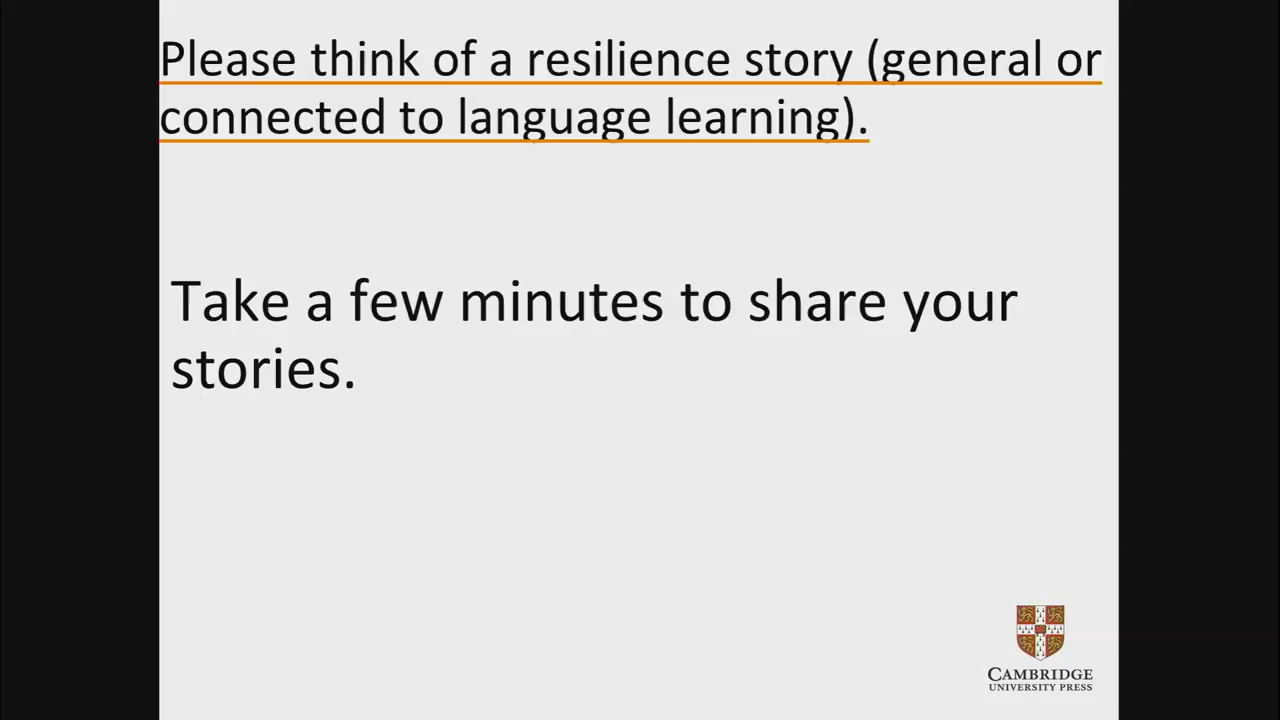 Please think of a resilience story (general or
connected to language learning).
Take a few minutes to share your
stories.
CAMBRIDGE
UNIVERSITY PRESS